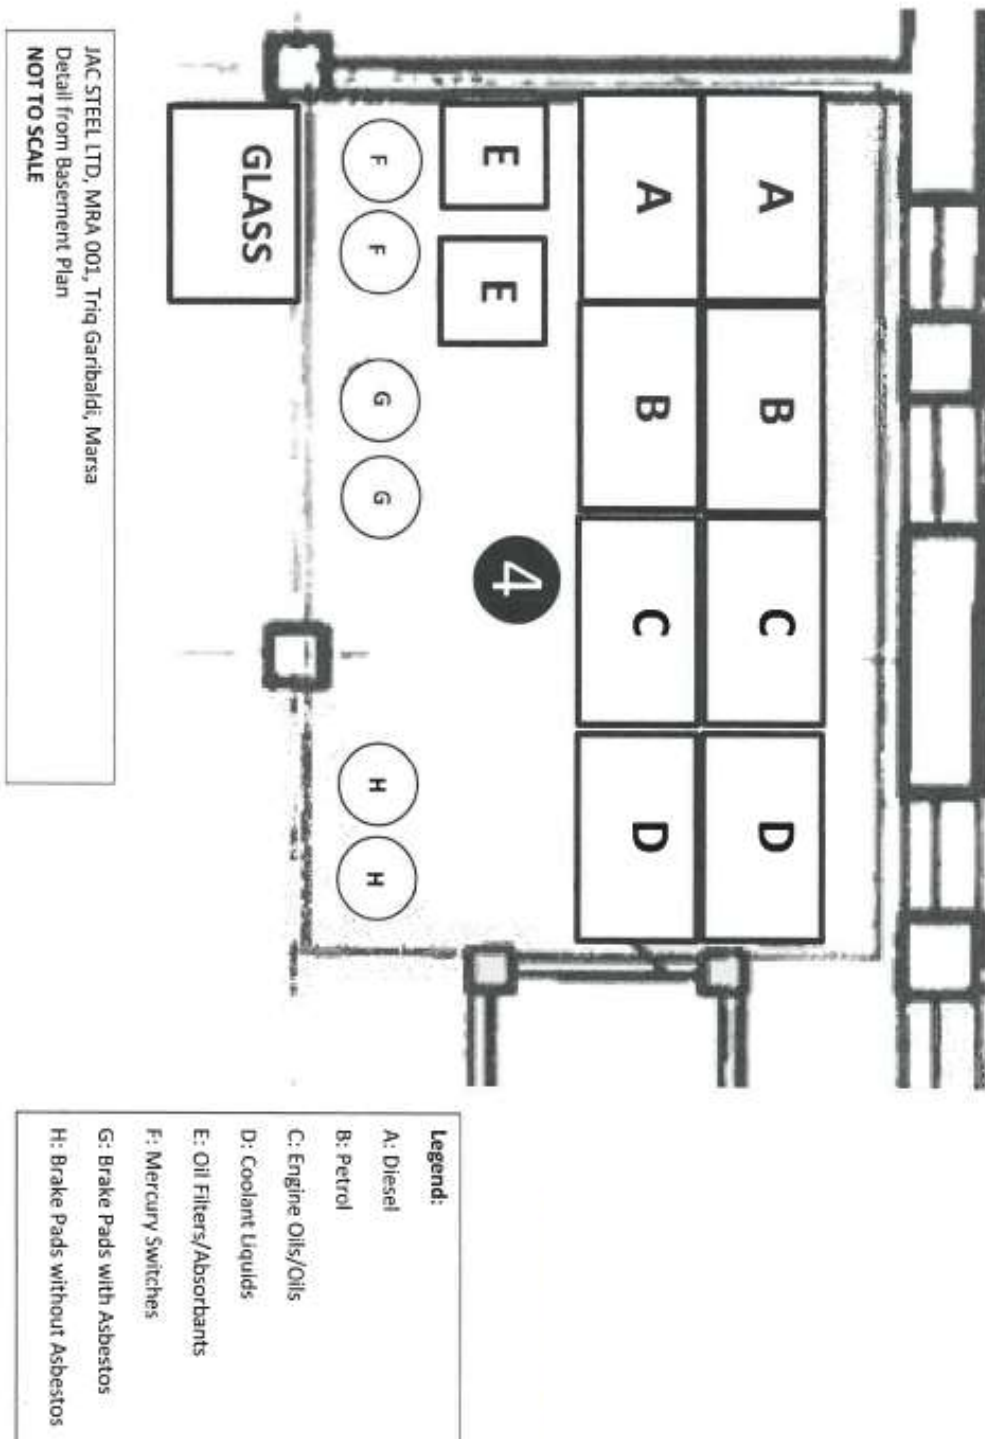 A B C D
A B C D
E E
4
F F G G H H
GLASS
JAC STEEL LTD, MRA 001, Triq Garibaldi, Marsa
Detail from Basement Plan
NOT TO SCALE
Legend:
A: Diesel
B: Petrol
C: Engine Oils/Oils
D: Coolant Liquids
E: Oil Filters/Absorbants
F: Mercury Switches
G: Brake Pads with Asbestos
H: Brake Pads without Asbestos